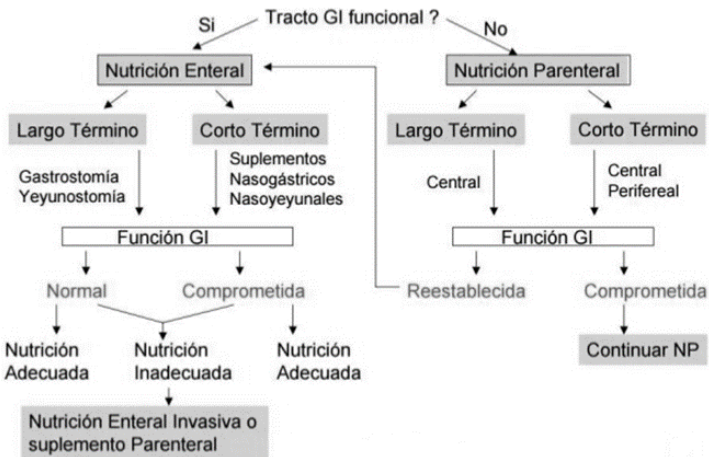 Tracto GI funcional ?
Si
No
Nutrición Enteral
Nutrición Parenteral
Largo Término
Corto Término
Largo Término
Corto Término
Gastrostomía
Yeyunostomía
Suplementos
Nasogástricos
Nasoyeyunales
Central
Central
Perifereal
Función GI
Función GI
Normal
Comprometida
Reestablecida
Comprometida
Nutrición
Adecuada
Nutrición
Inadecuada
Nutrición
Adecuada
Continuar NP
Nutrición Enteral Invasiva o
suplemento Parenteral